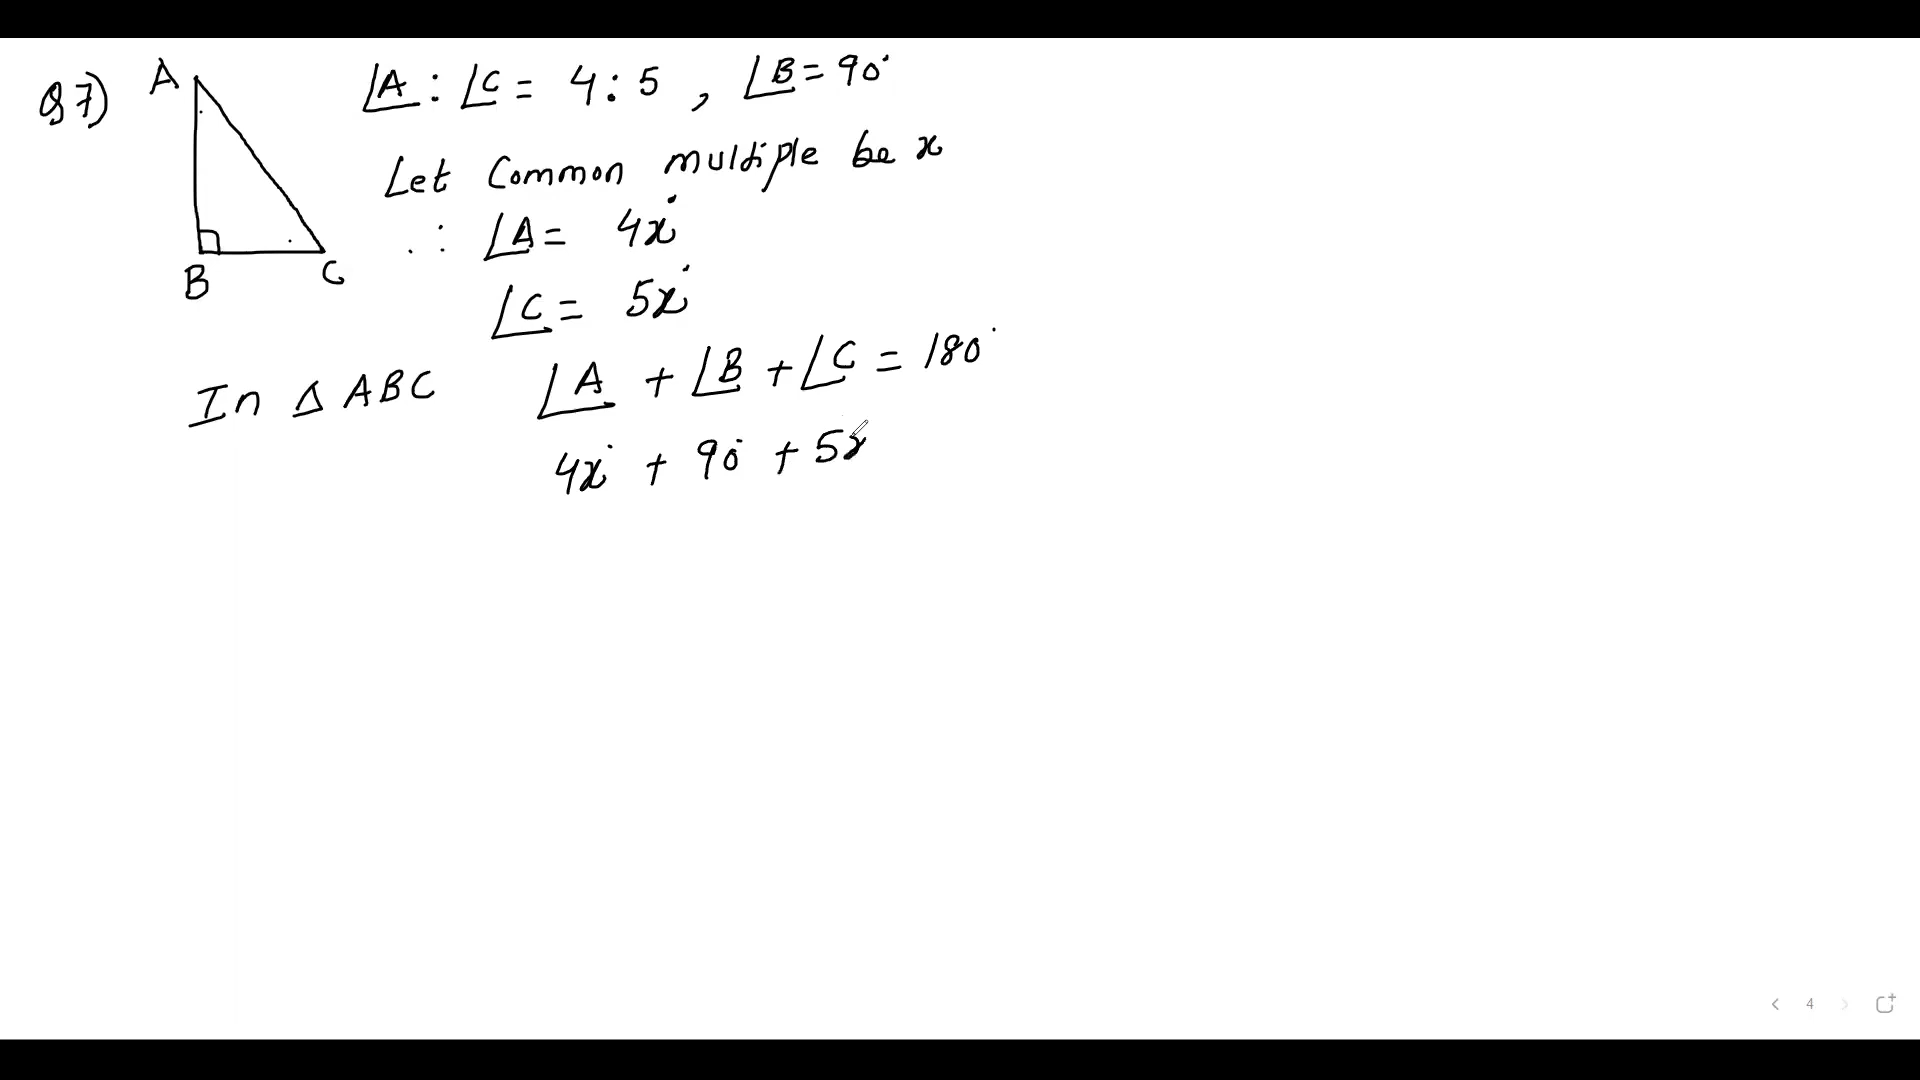 Q7) A B C
∠A : ∠C = 4 : 5 , ∠B = 90°
Let Common multiple be x
∴ ∠A = 4x°
∠C = 5x°
In △ ABC ∠A + ∠B + ∠C = 180°
4x° + 90° + 5x
4